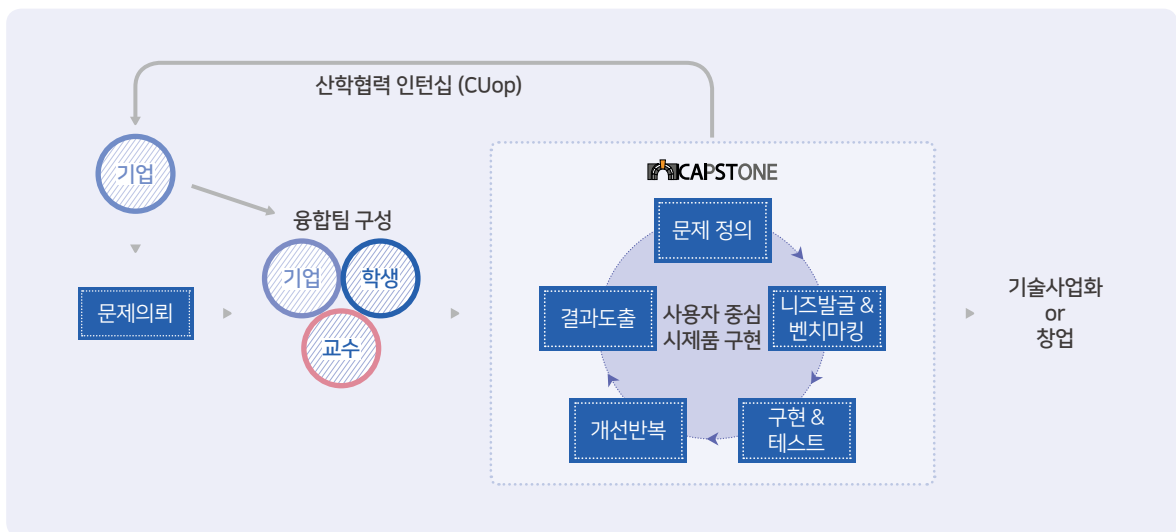 산학협력 인턴십 (CUop)
기업
CAPSTONE
융합팀 구성
기업
학생
교수
문제의뢰
문제 정의
니즈발굴 &
벤치마킹
구현 &
테스트
개선반복
결과도출
사용자 중심
시제품 구현
기술사업화
or
창업